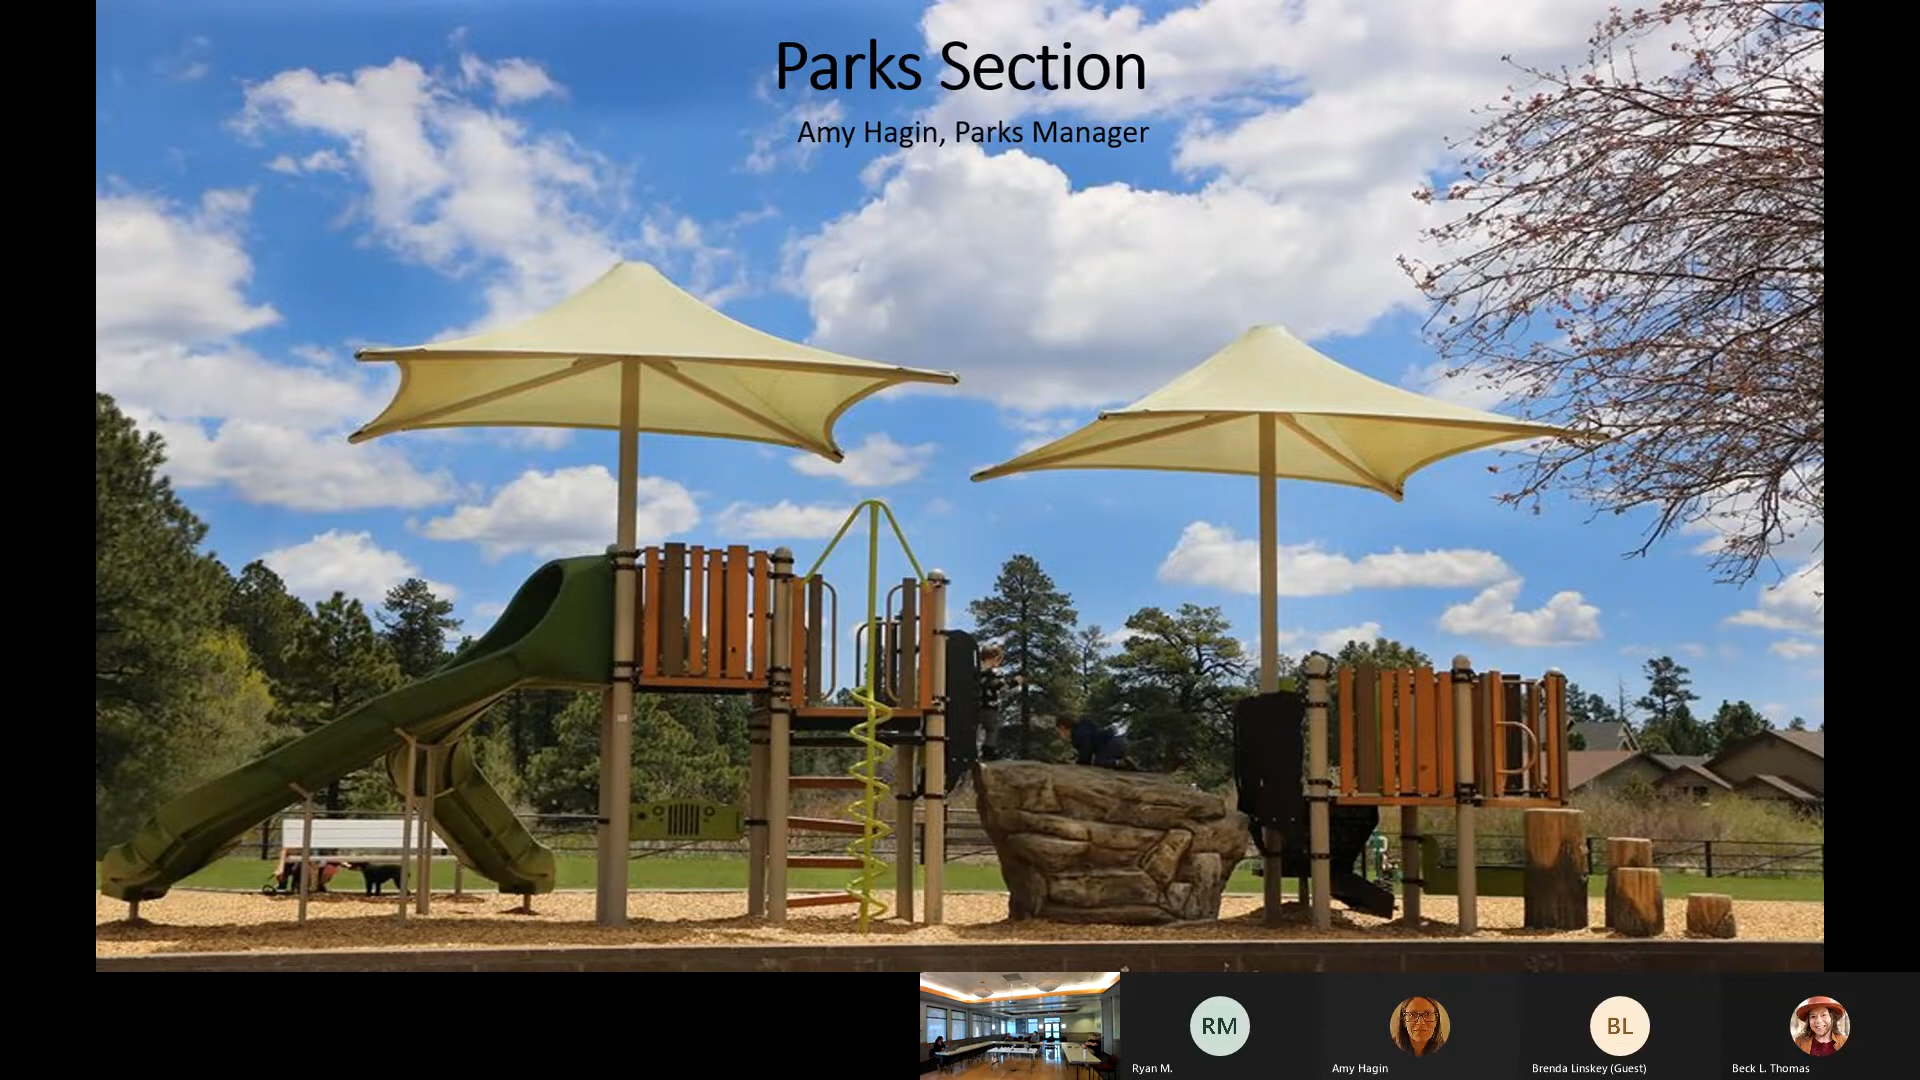 Parks Section
Amy Hagin, Parks Manager
RM
BL
Ryan M.
Amy Hagin
Brenda Linskey (Guest)
Beck L. Thomas